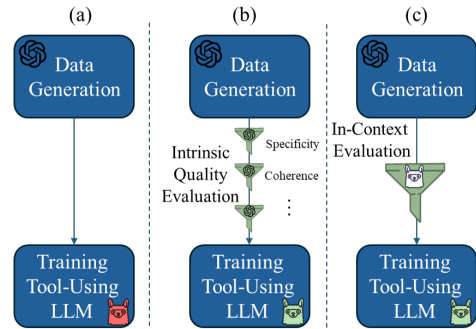 (a)
Data
Generation
Training
Tool-Using
LLM
(b)
Data
Generation
Intrinsic
Quality
Evaluation
Specificity
Coherence
⋮
Training
Tool-Using
LLM
(c)
Data
Generation
In-Context
Evaluation
Training
Tool-Using
LLM